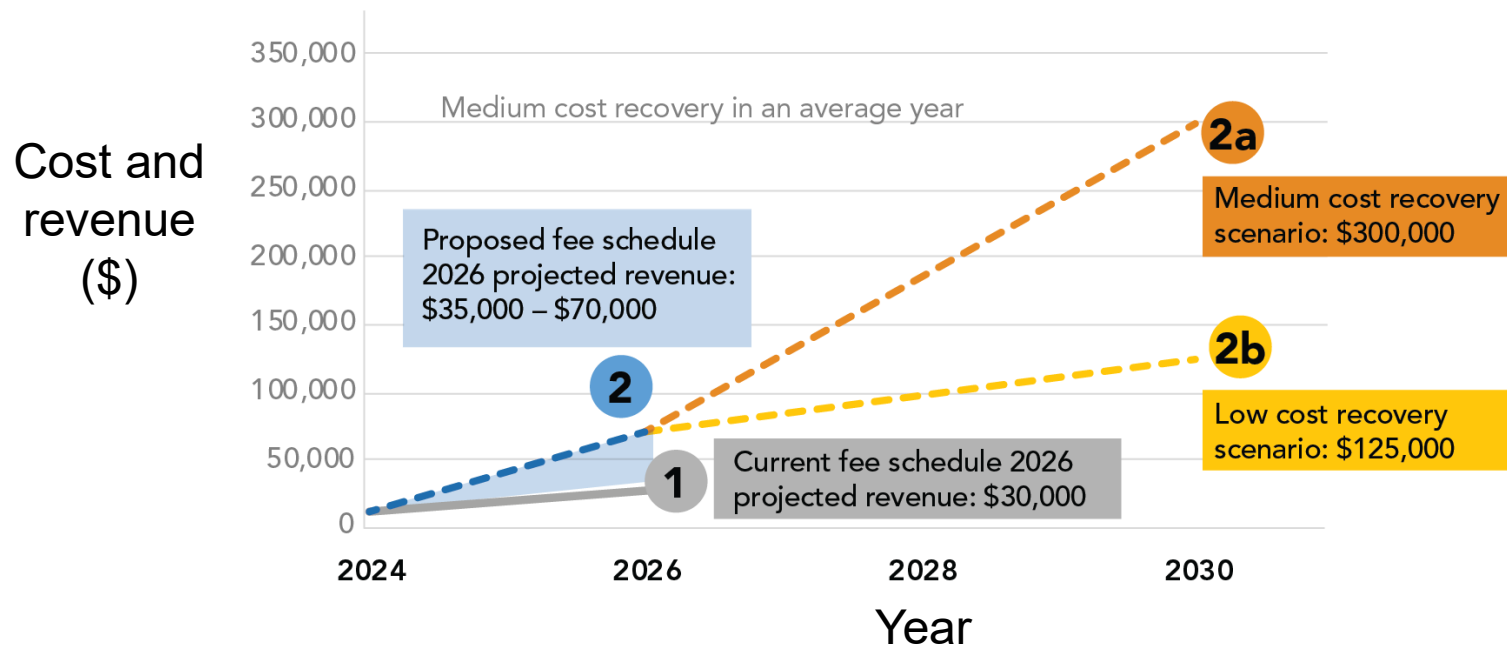 Cost and
revenue
($)
350,000
300,000
250,000
200,000
150,000
100,000
50,000
0
Medium cost recovery in an average year
2a
Medium cost recovery
scenario: $300,000
Proposed fee schedule
2026 projected revenue:
$35,000 – $70,000
2
2b
Low cost recovery
scenario: $125,000
1
Current fee schedule 2026
projected revenue: $30,000
2024
2026
2028
2030
Year